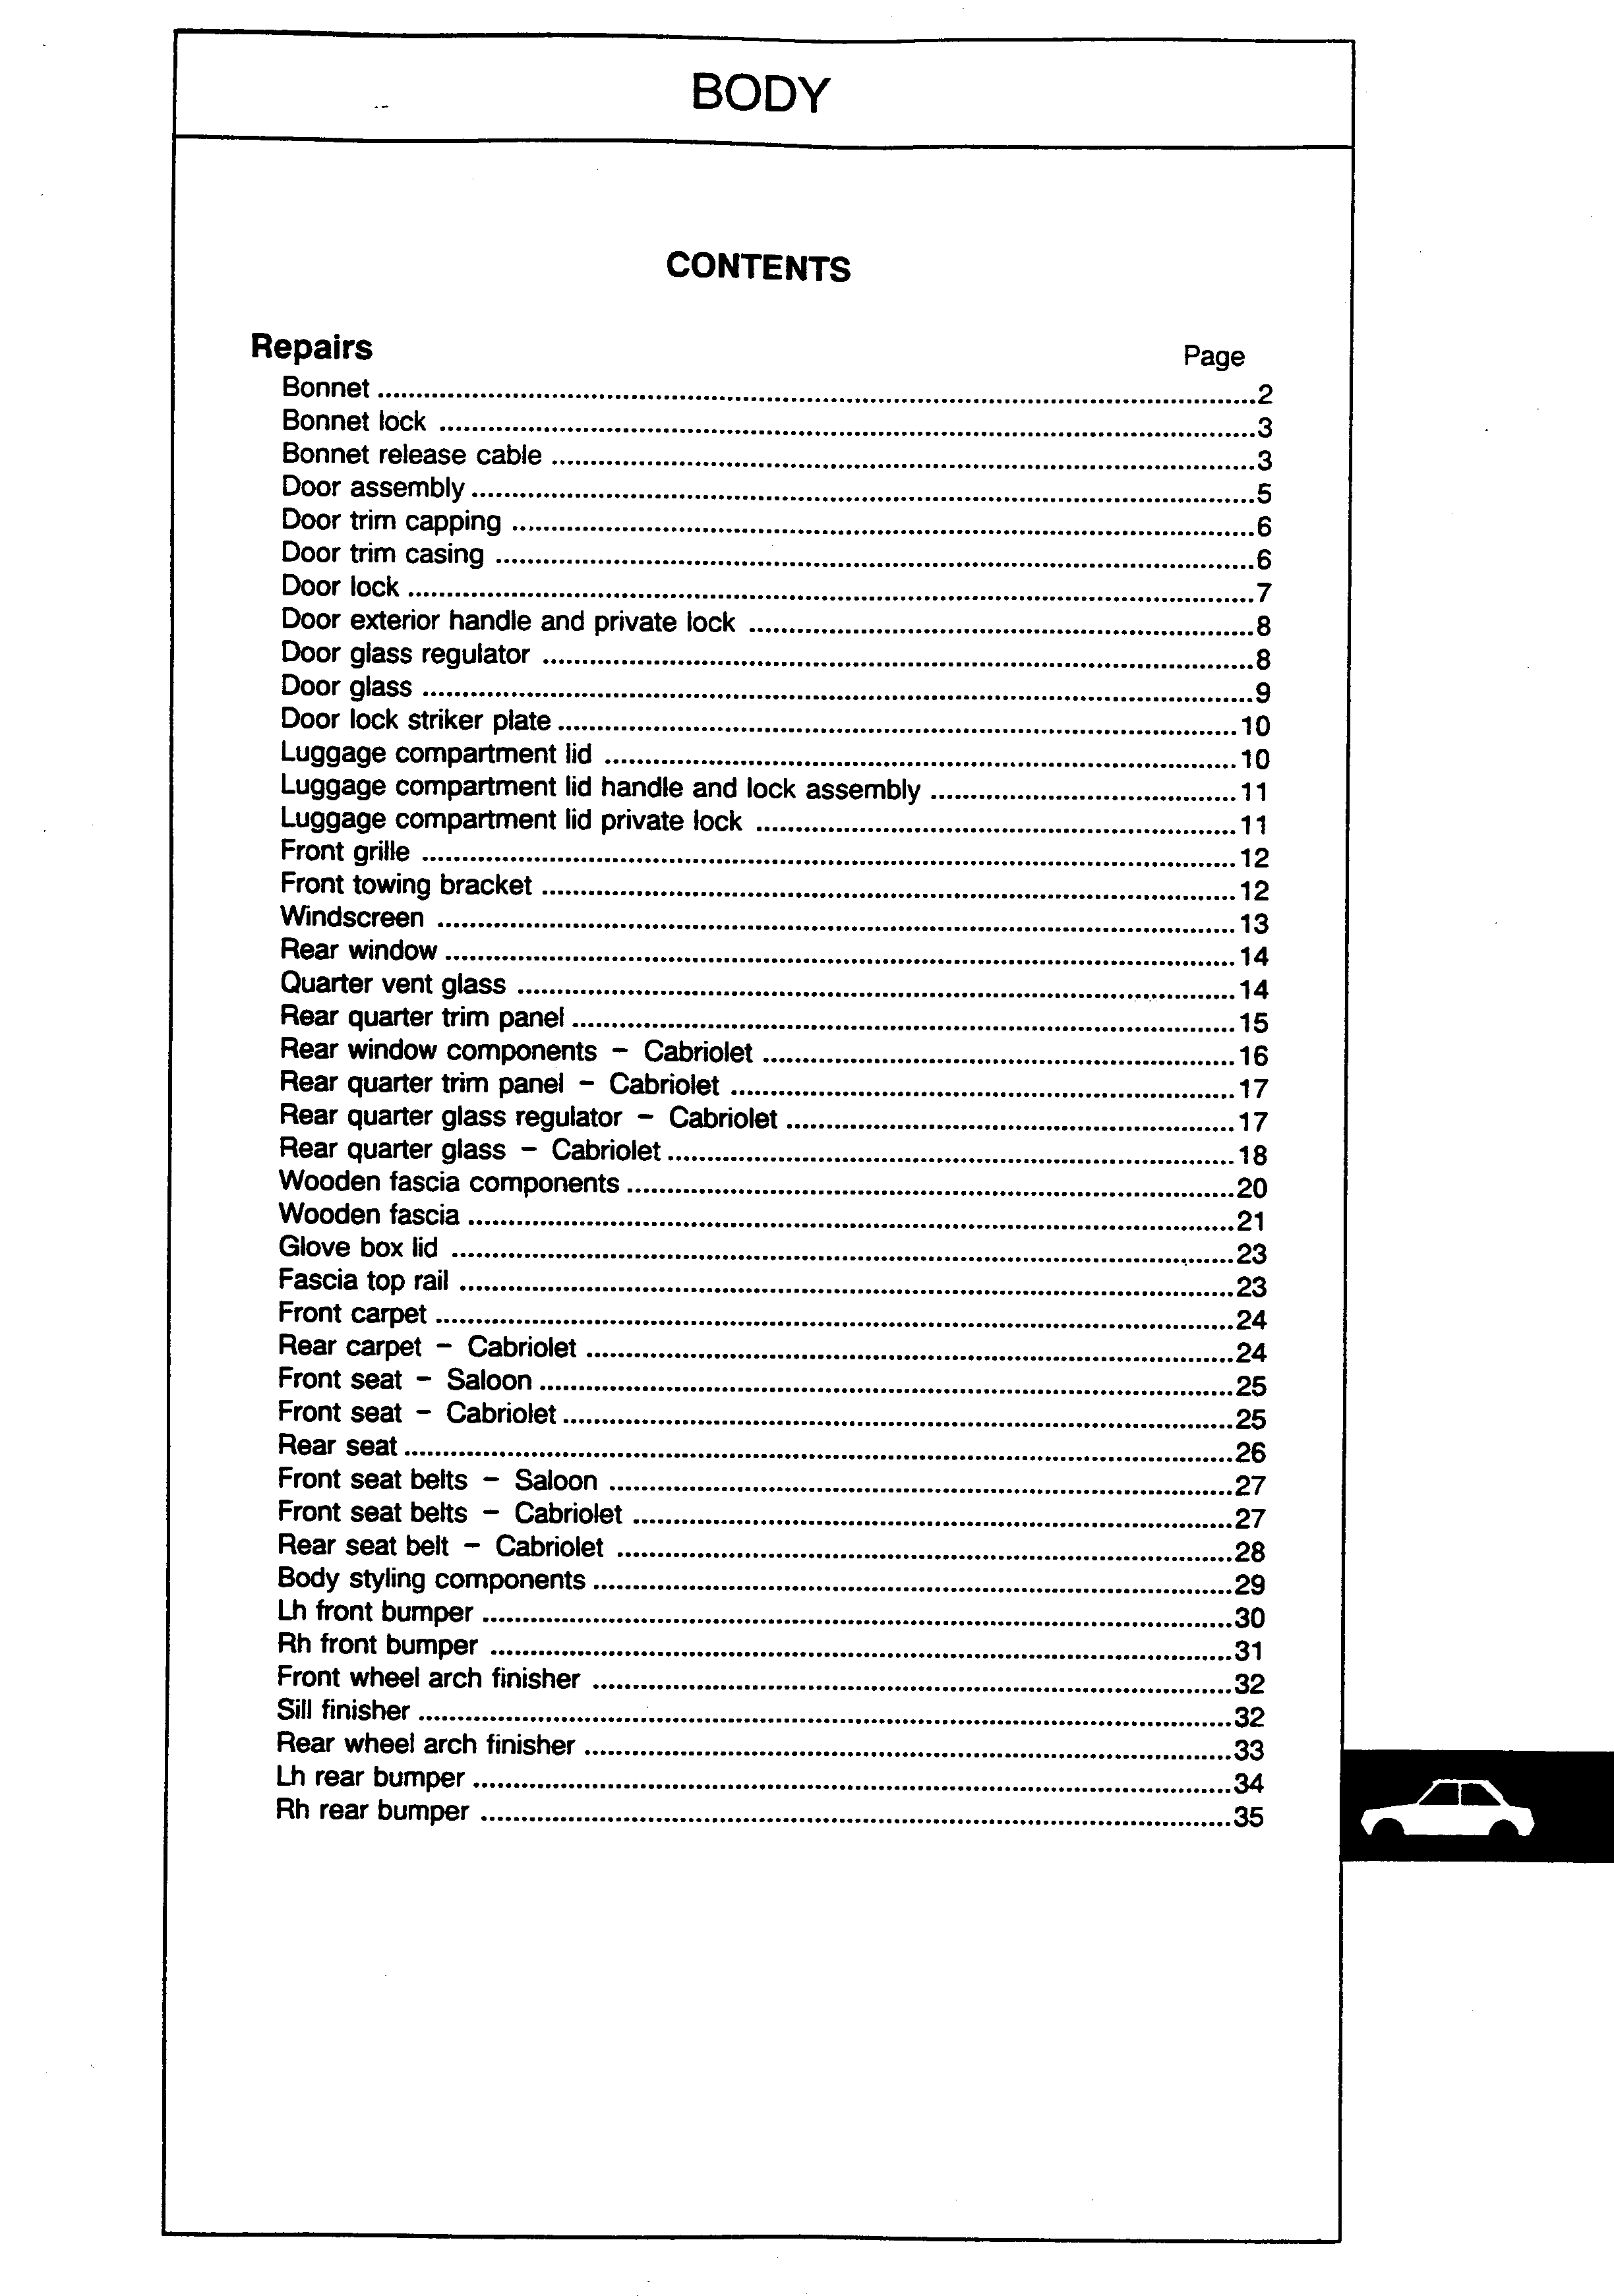 BODY
CONTENTS
Repairs Page
Bonnet ........ 2
Bonnet lock ........ 3
Bonnet release cable ........ 3
Door assembly ........ 5
Door trim capping ........ 6
Door trim casing ........ 6
Door lock ........ 7
Door exterior handle and private lock ........ 8
Door glass regulator ........ 8
Door glass ........ 9
Door lock striker plate ........ 10
Luggage compartment lid ........ 10
Luggage compartment lid handle and lock assembly ........ 11
Luggage compartment lid private lock ........ 11
Front grille ........ 12
Front towing bracket ........ 12
Windscreen ........ 13
Rear window ........ 14
Quarter vent glass ........ 14
Rear quarter trim panel ........ 15
Rear window components – Cabriolet ........ 16
Rear quarter trim panel – Cabriolet ........ 17
Rear quarter glass regulator – Cabriolet ........ 17
Rear quarter glass – Cabriolet ........ 18
Wooden fascia components ........ 20
Wooden fascia ........ 21
Glove box lid ........ 23
Fascia top rail ........ 23
Front carpet ........ 24
Rear carpet – Cabriolet ........ 24
Front seat – Saloon ........ 25
Front seat – Cabriolet ........ 25
Rear seat ........ 26
Front seat belts – Saloon ........ 27
Front seat belts – Cabriolet ........ 27
Rear seat belt – Cabriolet ........ 28
Body styling components ........ 29
Lh front bumper ........ 30
Rh front bumper ........ 31
Front wheel arch finisher ........ 32
Sill finisher ........ 32
Rear wheel arch finisher ........ 33
Lh rear bumper ........ 34
Rh rear bumper ........ 35